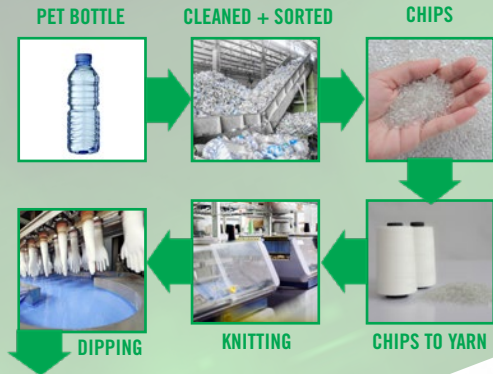 PET BOTTLE
CLEANED + SORTED
CHIPS
CHIPS TO YARN
KNITTING
DIPPING